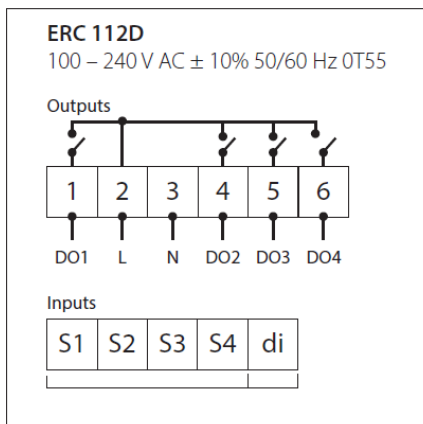 ERC 112D
100 – 240 V AC ± 10% 50/60 Hz 0T55
Outputs
1 2 3 4 5 6
DO1 L N DO2 DO3 DO4
Inputs
S1 S2 S3 S4 di